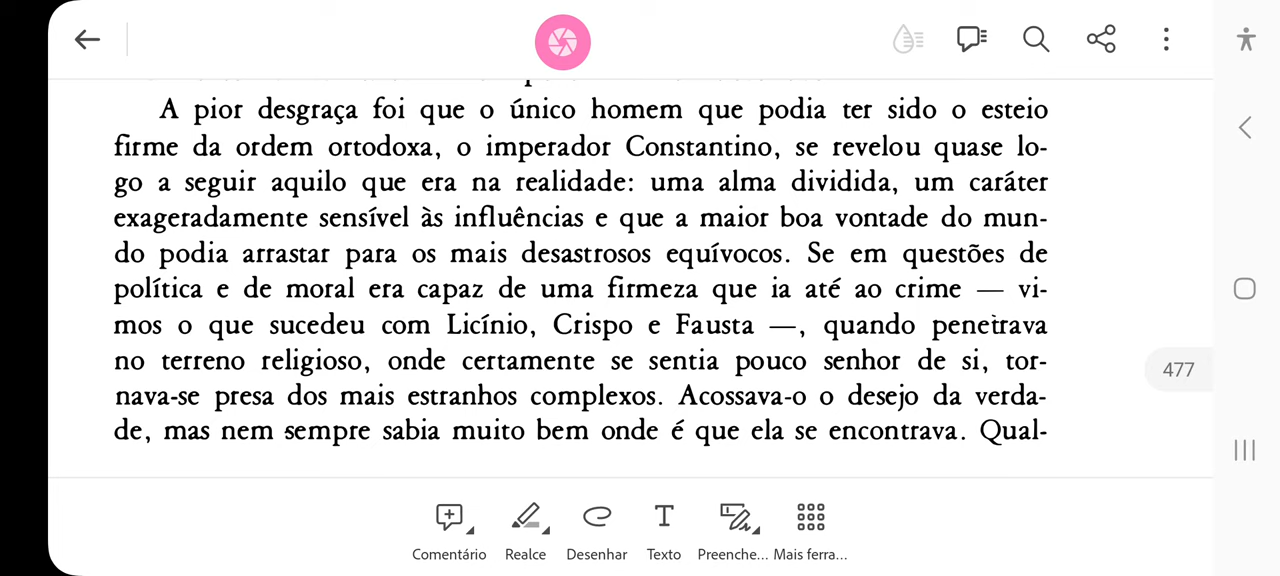 A pior desgraça foi que o único homem que podia ter sido o esteio
firme da ordem ortodoxa, o imperador Constantino, se revelou quase lo-
go a seguir aquilo que era na realidade: uma alma dividida, um caráter
exageradamente sensível às influências e que a maior boa vontade do mun-
do podia arrastar para os mais desastrosos equívocos. Se em questões de
política e de moral era capaz de uma firmeza que ia até ao crime — vi-
mos o que sucedeu com Licínio, Crispo e Fausta —, quando penetrava
no terreno religioso, onde certamente se sentia pouco senhor de si, tor-
nava-se presa dos mais estranhos complexos. Acossava-o o desejo da verda-
de, mas nem sempre sabia muito bem onde é que ela se encontrava. Qual-
477
Comentário Realce Desenhar Texto Preenche... Mais ferra...